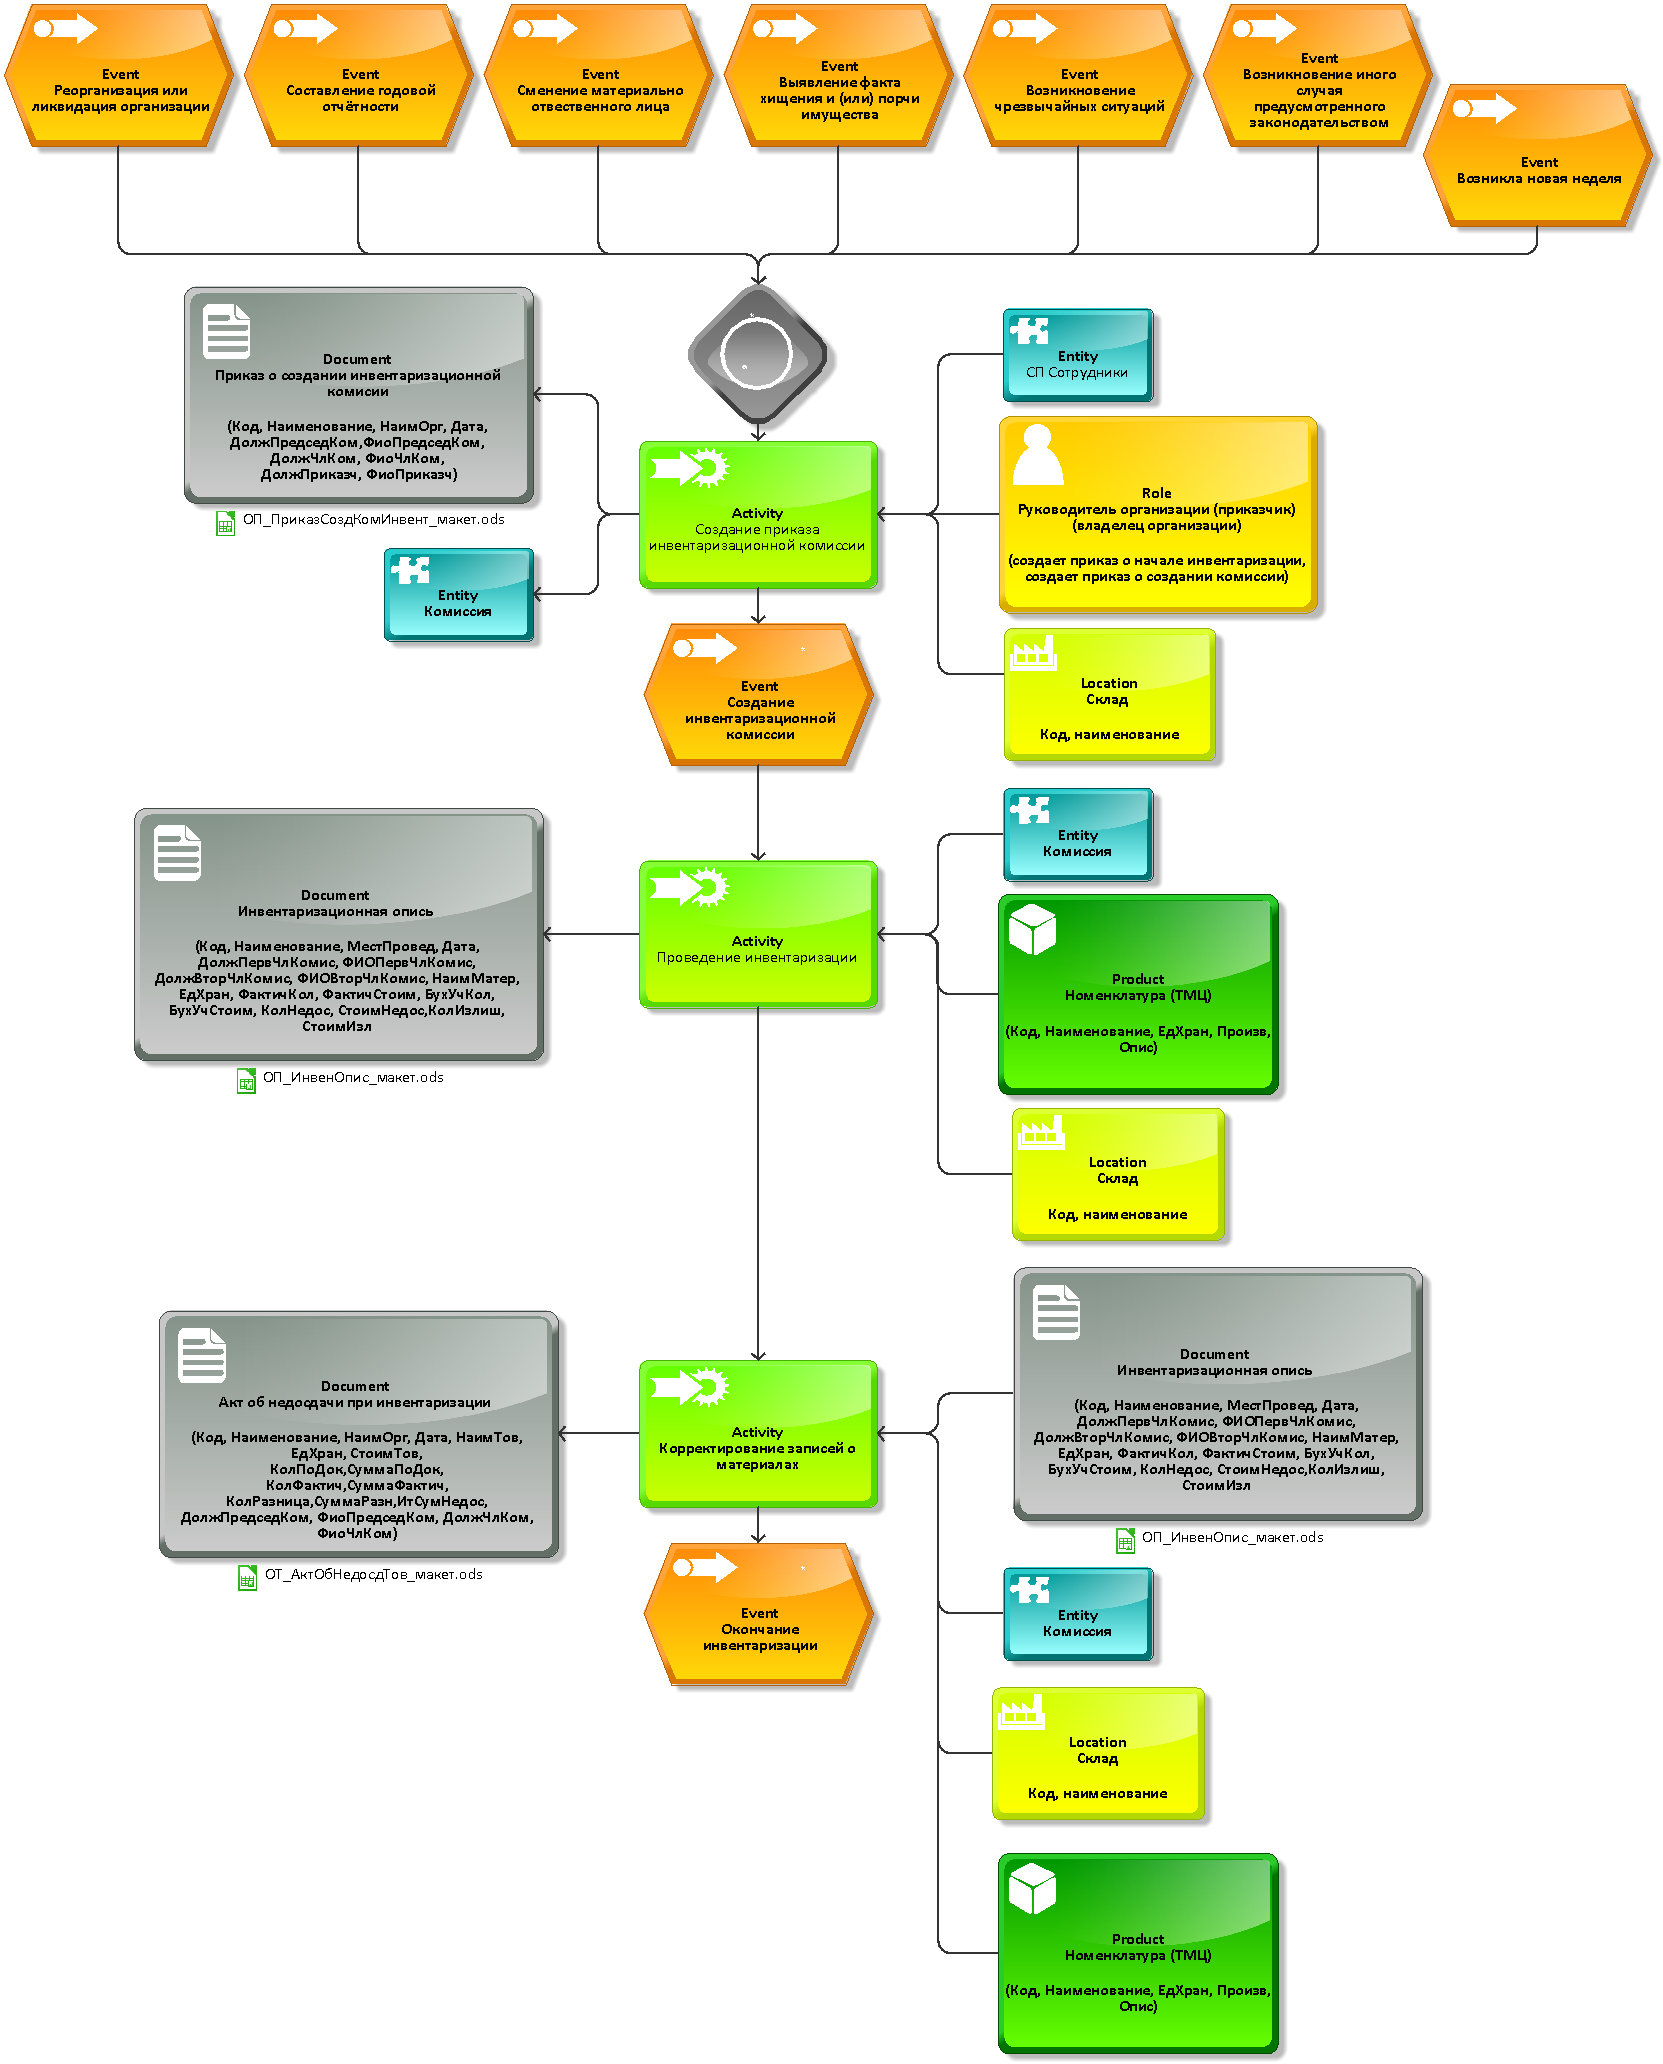 Event
Реорганизация или
ликвидация организации
Event
Составление годовой
отчётности
Event
Сменение материально
отвественного лица
Event
Выявление факта
хищения и (или) порчи
имущества
Event
Возникновение
чрезвычайных ситуаций
Event
Возникновение иного
случая
предусмотренного
законодательством
Event
Возникла новая неделя
Document
Приказ о создании инвентаризационной
комисии
(Код, Наименование, НаимОрг, Дата,
ДолжПредседКом,ФиоПредседКом,
ДолжЧлКом, ФиоЧлКом,
ДолжПриказч, ФиоПриказч)
ОП_ПриказСоздКомИнвент_макет.ods
Entity
Комиссия
Activity
Создание приказа
инвентаризационной комиссии
Entity
СП Сотрудники
Role
Руководитель организации (приказчик)
(владелец организации)
(создает приказ о начале инвентаризации,
создает приказ о создании комиссии)
Location
Склад
Код, наименование
Event
Создание
инвентаризационной
комиссии
Document
Инвентаризационная опись
(Код, Наименование, МестПровед, Дата,
ДолжПервЧлКомис, ФИОПервЧлКомис,
ДолжВторЧлКомис, ФИОВторЧлКомис, НаимМатер,
ЕдХран, ФактичКол, ФактичСтоим, БухУчКол,
БухУчСтоим, КолНедос, СтоимНедос,КолИзлиш,
СтоимИзл
ОП_ИнвенОпис_макет.ods
Activity
Проведение инвентаризации
Entity
Комиссия
Product
Номенклатура (ТМЦ)
(Код, Наименование, ЕдХран, Произв,
Опис)
Location
Склад
Код, наименование
Document
Акт об недосдачи при инвентаризации
(Код, Наименование, НаимОрг, Дата, НаимТов,
ЕдХран, СтоимТов,
КолПоДок,СуммаПоДок,
КолФактич,СуммаФактич,
КолРазница,СуммаРазн,ИтСумНедос,
ДолжПредседКом, ФиоПредседКом, ДолжЧлКом,
ФиоЧлКом)
ОТ_АктОбНедосдТов_макет.ods
Activity
Корректирование записей о
материалах
Document
Инвентаризационная опись
(Код, Наименование, МестПровед, Дата,
ДолжПервЧлКомис, ФИОПервЧлКомис,
ДолжВторЧлКомис, ФИОВторЧлКомис, НаимМатер,
ЕдХран, ФактичКол, ФактичСтоим, БухУчКол,
БухУчСтоим, КолНедос, СтоимНедос,КолИзлиш,
СтоимИзл
ОП_ИнвенОпис_макет.ods
Event
Окончание
инвентаризации
Entity
Комиссия
Location
Склад
Код, наименование
Product
Номенклатура (ТМЦ)
(Код, Наименование, ЕдХран, Произв,
Опис)